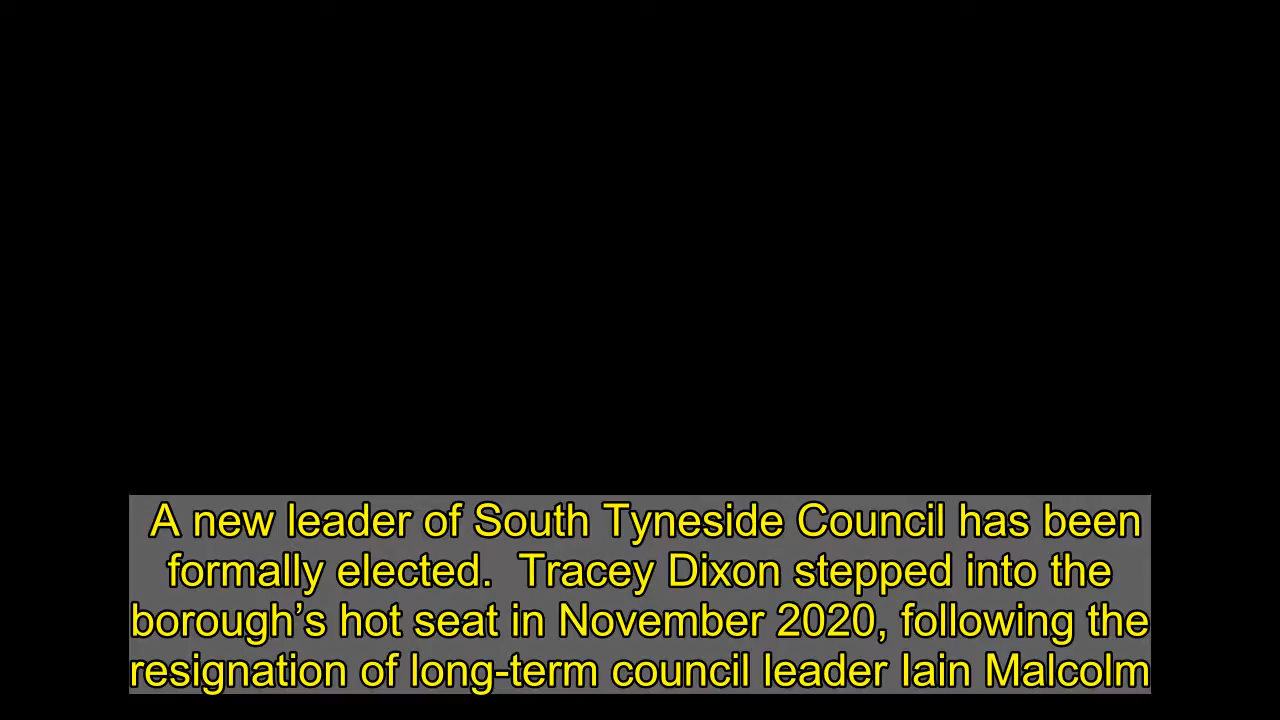 A new leader of South Tyneside Council has been
formally elected.  Tracey Dixon stepped into the
borough’s hot seat in November 2020, following the
resignation of long-term council leader Iain Malcolm